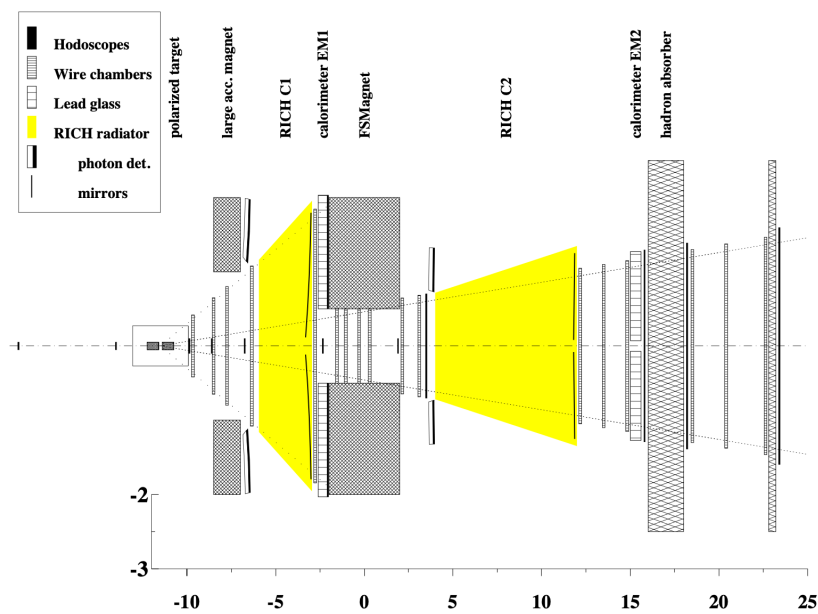 Hodoscopes
Wire chambers
Lead glass
RICH radiator
photon det.
mirrors
polarized target
large acc. magnet
RICH C1
calorimeter EM1
FSMagnet
RICH C2
calorimeter EM2
hadron absorber
-2
-3
-10
-5
0
5
10
15
20
25